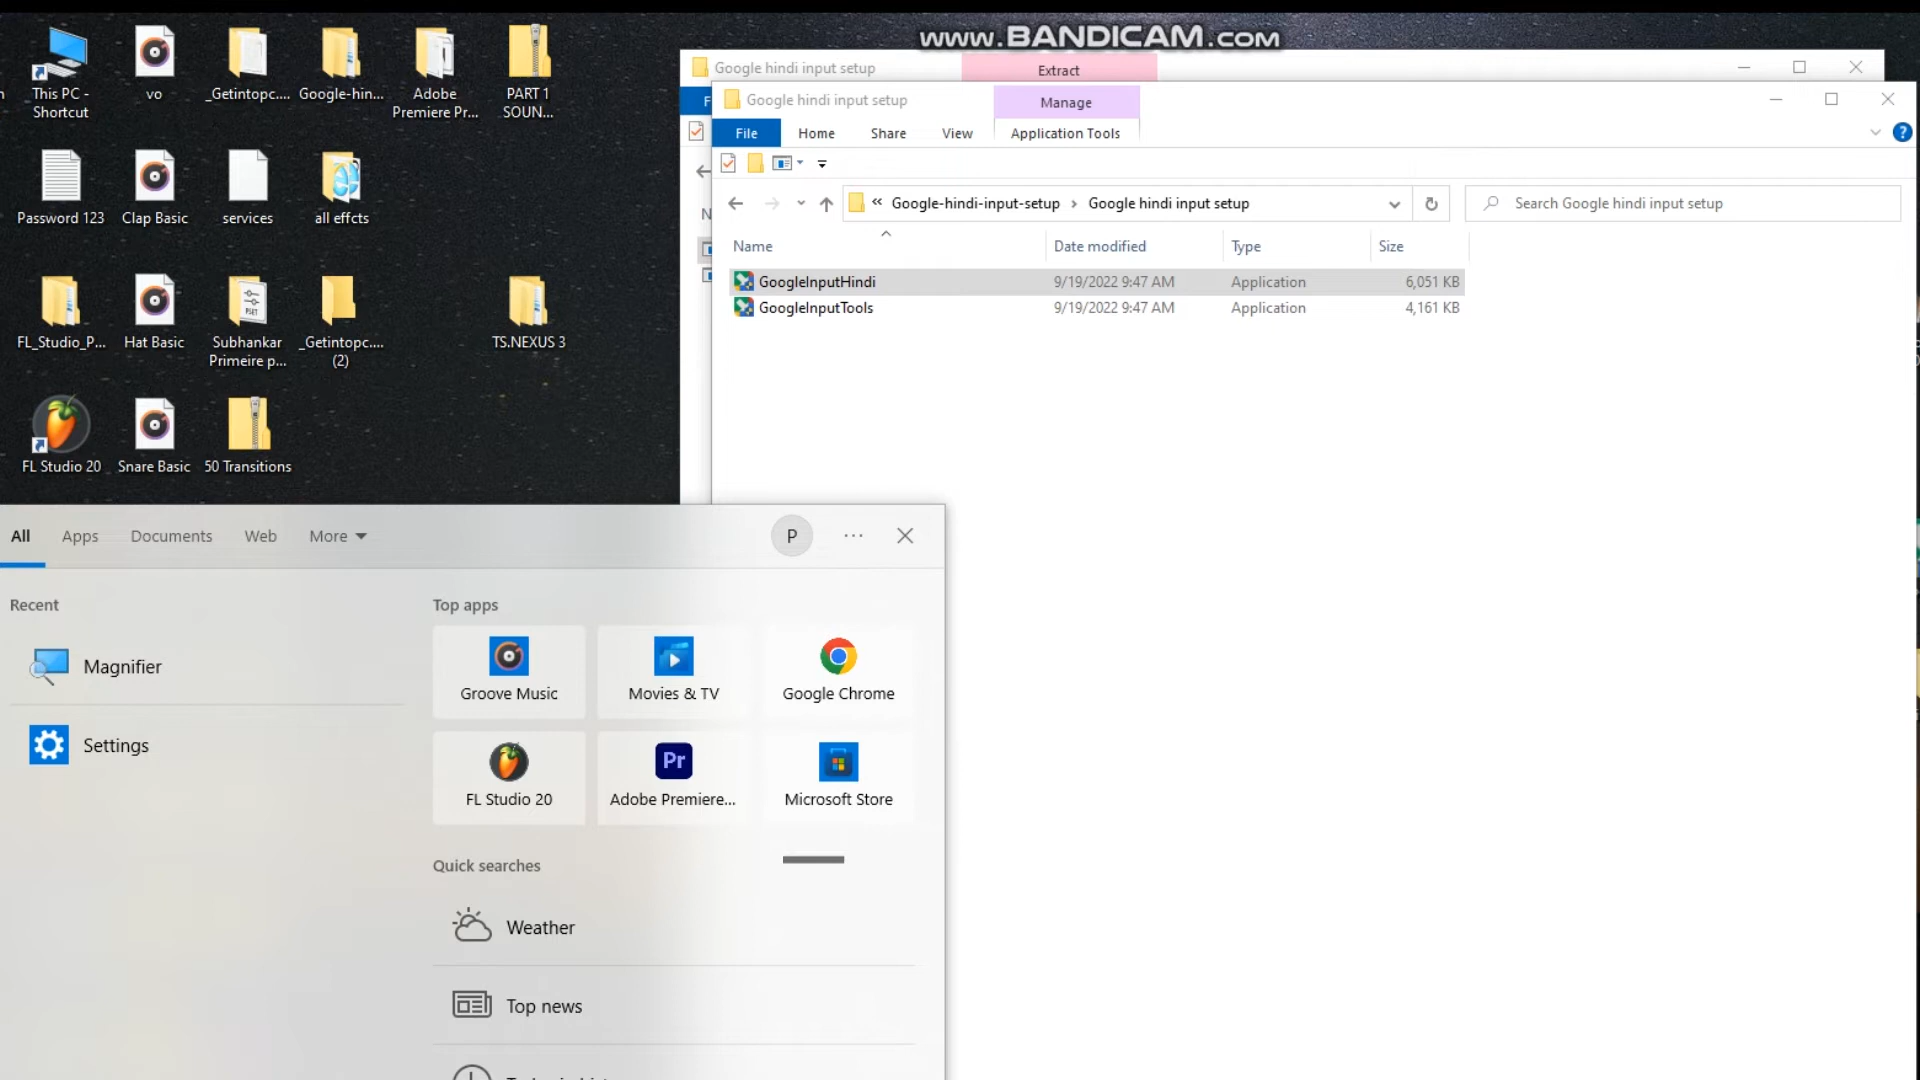 www.BANDICAM.com
This PC -
Shortcut
vo
_Getintopc....
Google-hin...
Adobe
Premiere Pr...
PART 1
SOUN...
Password 123
Clap Basic
services
all effcts
FL_Studio_P...
Hat Basic
Subhankar
Primeire p...
_Getintopc....
(2)
TS.NEXUS 3
FL Studio 20
Snare Basic
50 Transitions
Google hindi input setup
Extract
Google hindi input setup
Manage
File
Home
Share
View
Application Tools
« Google-hindi-input-setup › Google hindi input setup
Search Google hindi input setup
Name
Date modified
Type
Size
GoogleInputHindi
9/19/2022 9:47 AM
Application
6,051 KB
GoogleInputTools
9/19/2022 9:47 AM
Application
4,161 KB
All
Apps
Documents
Web
More
P
Recent
Magnifier
Settings
Top apps
Groove Music
Movies & TV
Google Chrome
FL Studio 20
Pr
Adobe Premiere...
Microsoft Store
Quick searches
Weather
Top news